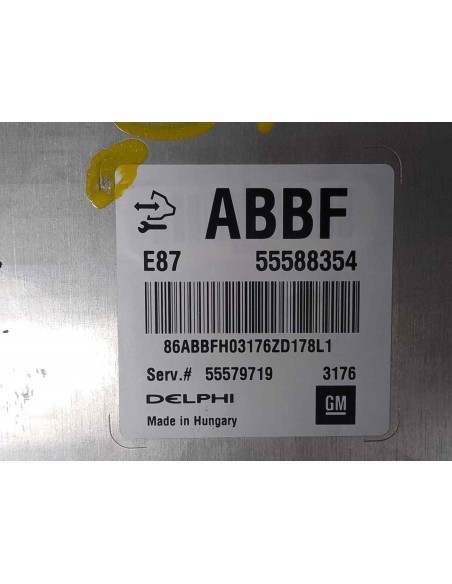 ABBF
E87 55588354
86ABBFH03176ZD178L1
Serv.# 55579719 3176
DELPHI GM
Made in Hungary